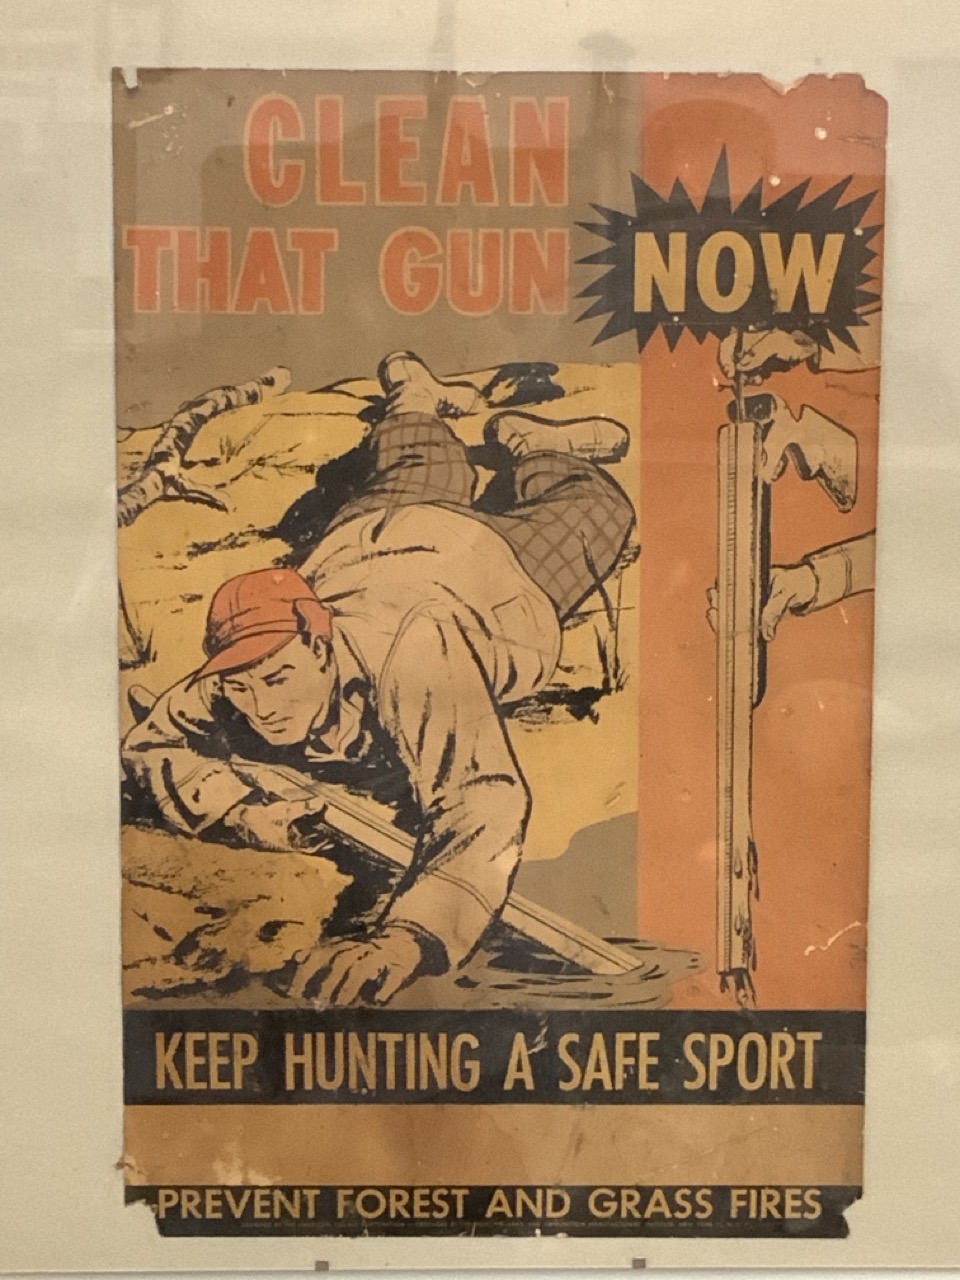 CLEAN
THAT GUN
NOW
KEEP HUNTING A SAFE SPORT
PREVENT FOREST AND GRASS FIRES